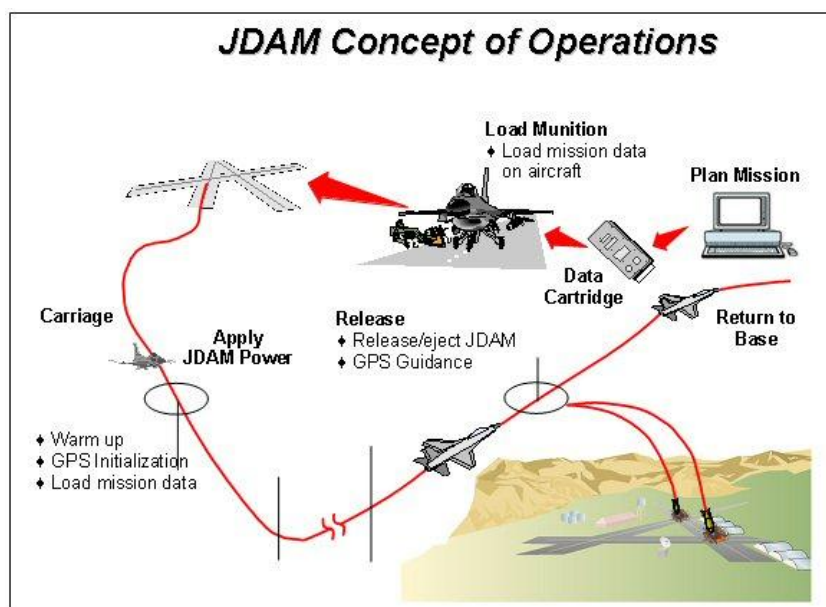 JDAM Concept of Operations
Load Munition
♦ Load mission data
on aircraft
Plan Mission
Data
Cartridge
Carriage
Apply
JDAM Power
Release
♦ Release/eject JDAM
♦ GPS Guidance
Return to
Base
♦ Warm up
♦ GPS Initialization
♦ Load mission data